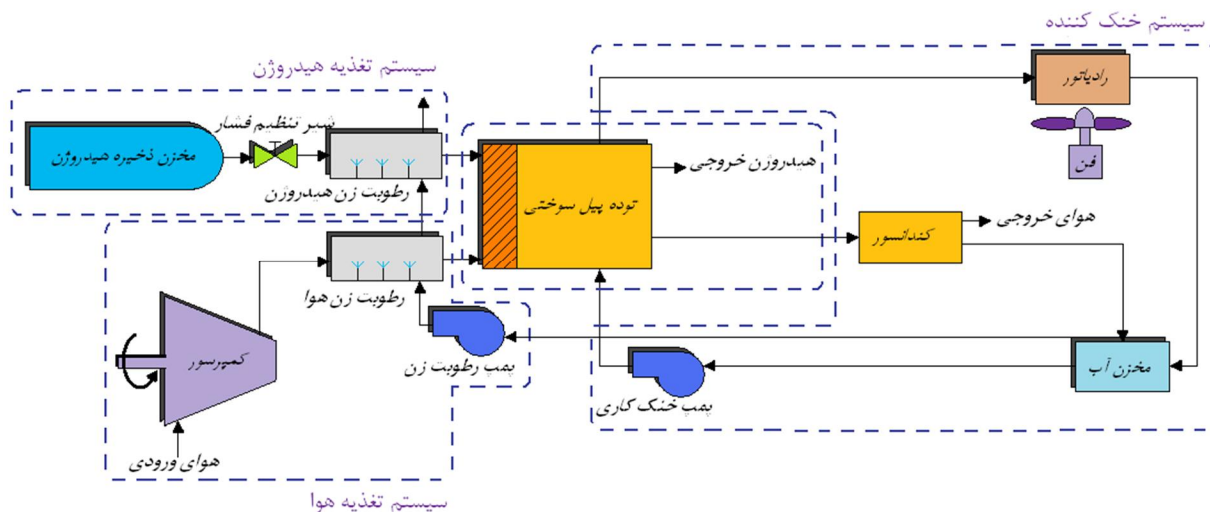 سیستم خنک کننده
سیستم تغذیه هیدروژن
رادیاتور
شیر تنظیم فشار
مخزن ذخیره هیدروژن
هیدروژن خروجی
فن
رطوبت زن هیدروژن
توده پیل سوختی
هوای خروجی
کندانسور
رطوبت زن هوا
کمپرسور
پمپ رطوبت زن
مخزن آب
پمپ خنک کاری
هوای ورودی
سیستم تغذیه هوا